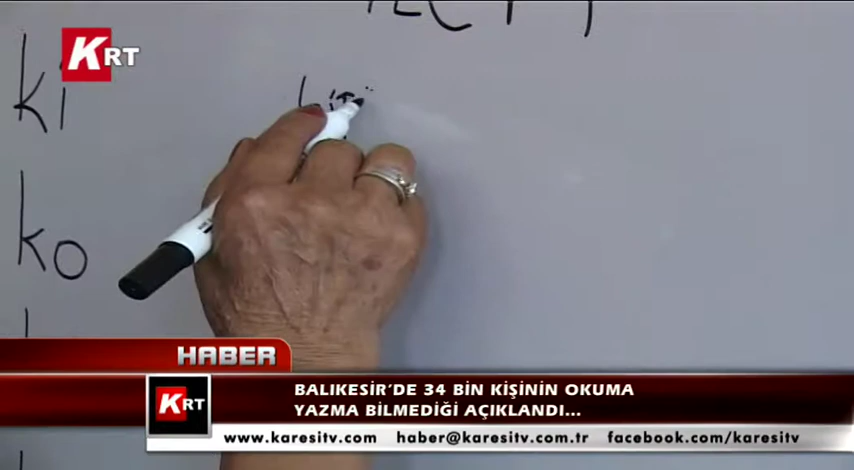 KRT
ki
ko
HABER
KRT
BALIKESİR'DE 34 BİN KİŞİNİN OKUMA
YAZMA BİLMEDİĞİ AÇIKLANDI...
www.karesitv.com haber@karesitv.com.tr facebook.com/karesitv